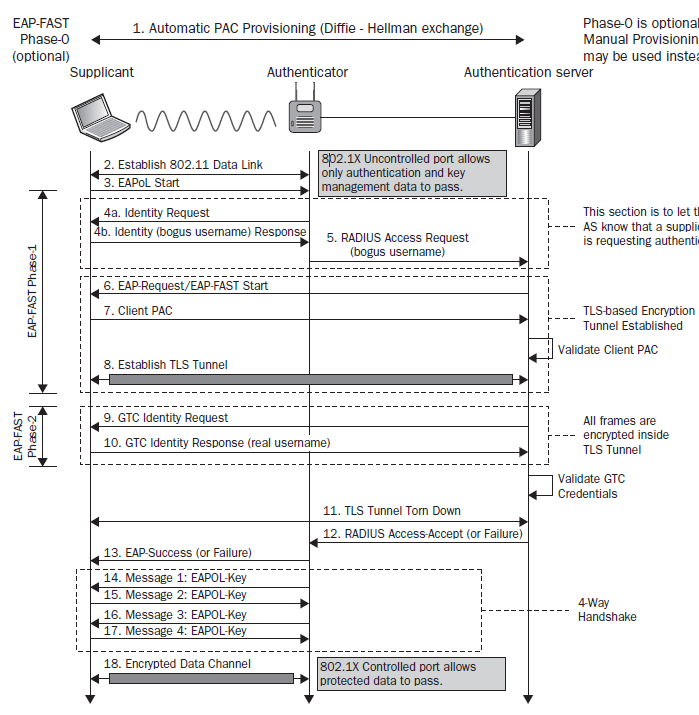 EAP-FAST
Phase-0
(optional)
1. Automatic PAC Provisioning (Diffie - Hellman exchange)
Phase-0 is optional
Manual Provisionin
may be used instea
Supplicant
Authenticator
Authentication server
2. Establish 802.11 Data Link
3. EAPoL Start
802.1X Uncontrolled port allows
only authentication and key
management data to pass.
EAP-FAST Phase-1
4a. Identity Request
4b. Identity (bogus username) Response
5. RADIUS Access Request
(bogus username)
This section is to let th
AS know that a supplic
is requesting authentic
6. EAP-Request/EAP-FAST Start
7. Client PAC
TLS-based Encryption
Tunnel Established
Validate Client PAC
8. Establish TLS Tunnel
EAP-FAST
Phase-2
9. GTC Identity Request
10. GTC Identity Response (real username)
All frames are
encrypted inside
TLS Tunnel
Validate GTC
Credentials
11. TLS Tunnel Torn Down
12. RADIUS Access-Accept (or Failure)
13. EAP-Success (or Failure)
14. Message 1: EAPOL-Key
15. Message 2: EAPOL-Key
16. Message 3: EAPOL-Key
17. Message 4: EAPOL-Key
4-Way
Handshake
18. Encrypted Data Channel
802.1X Controlled port allows
protected data to pass.